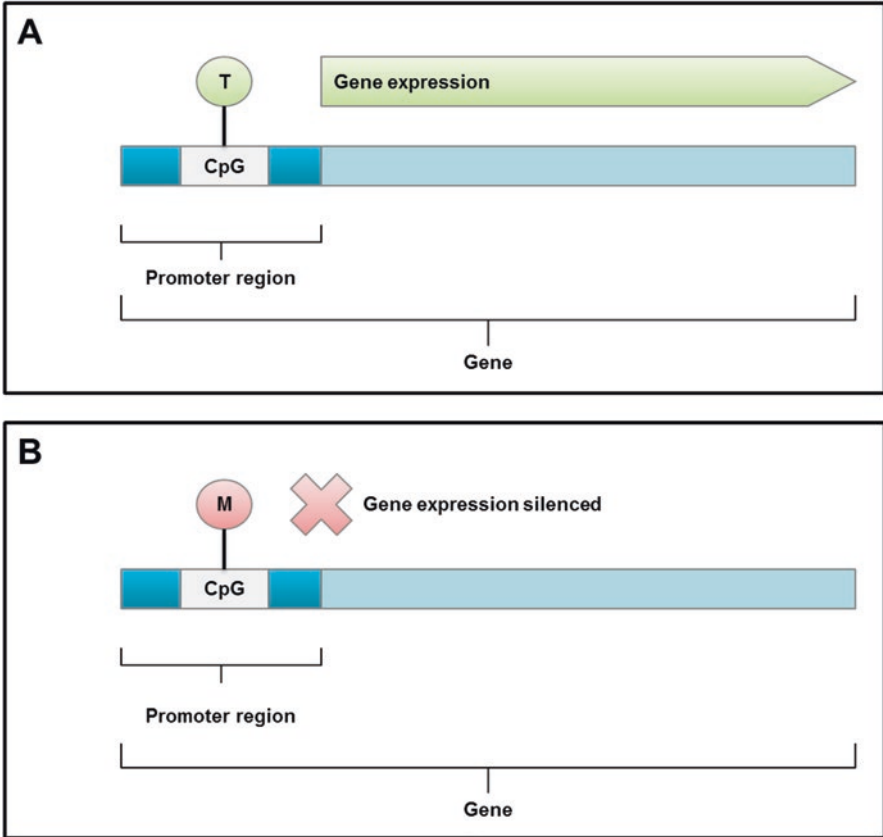 A
T
Gene expression
CpG
Promoter region
Gene
B
M
Gene expression silenced
CpG
Promoter region
Gene